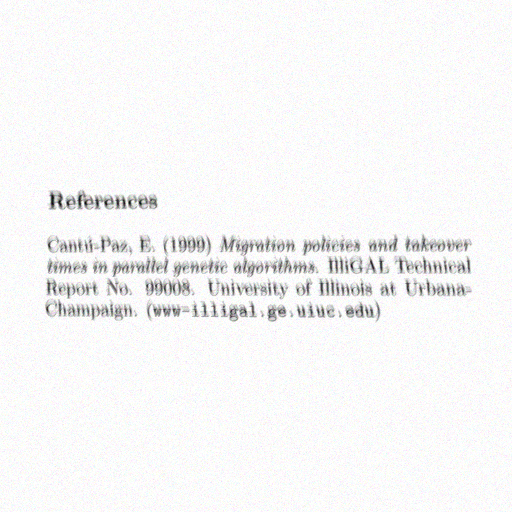 References
Cantú-Paz, E. (1999) Migration policies and takeover
times in parallel genetic algorithms. IlliGAL Technical
Report No. 99008. University of Illinois at Urbana-
Champaign. (www-illigal.ge.uiuc.edu)